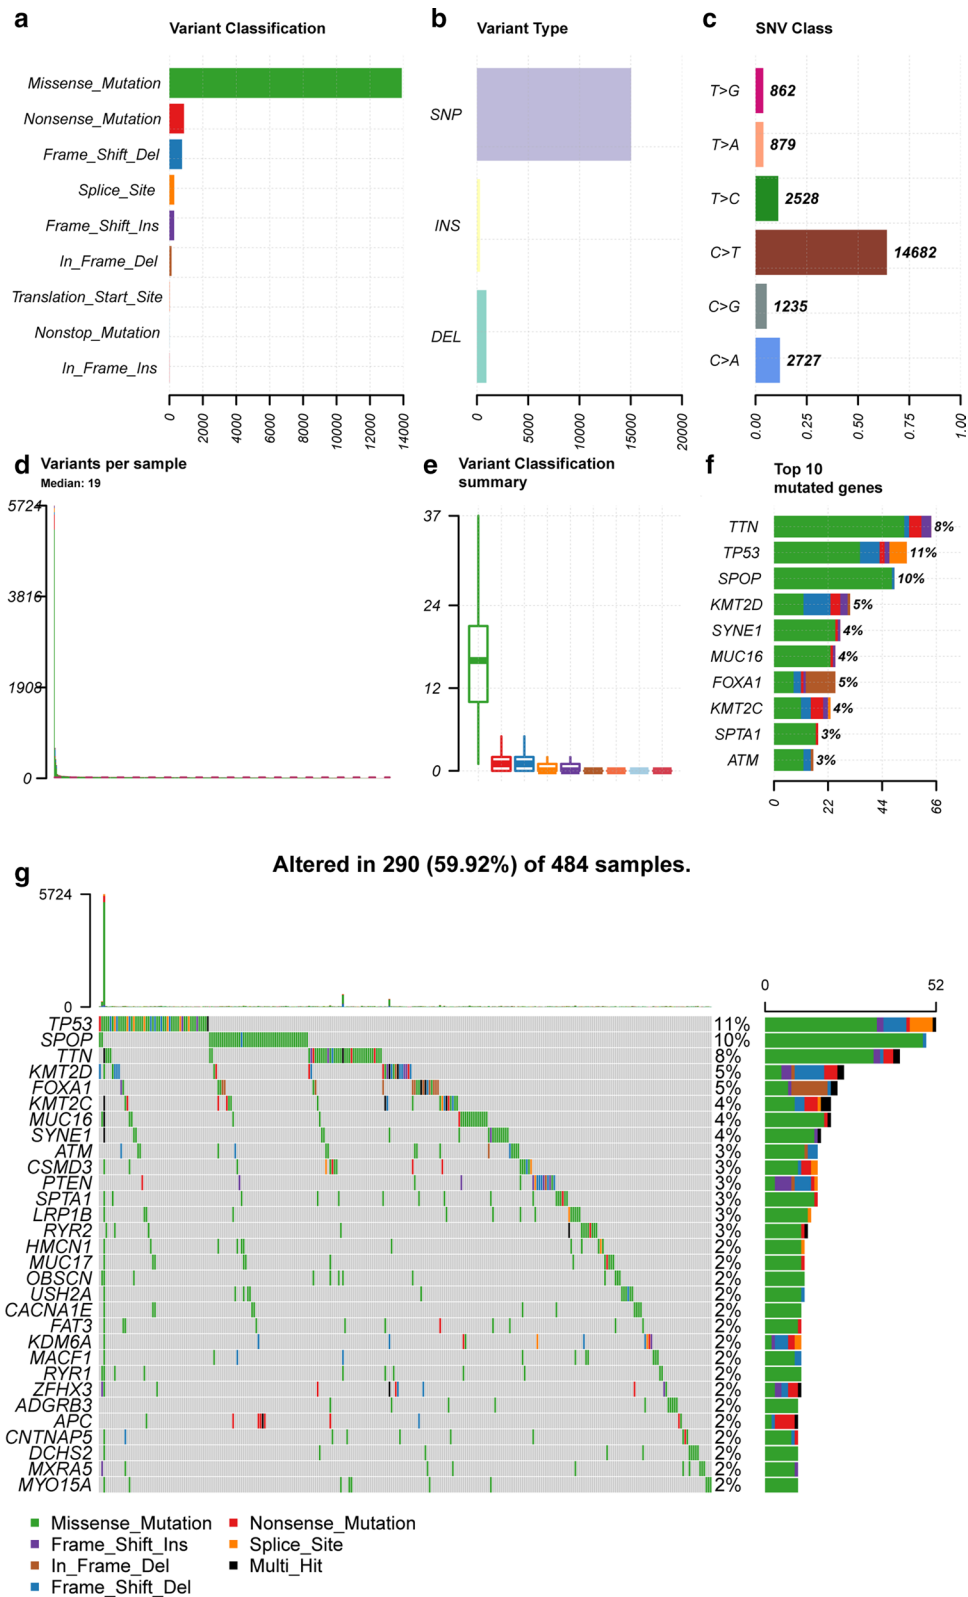 a
Variant Classification
Missense_Mutation
Nonsense_Mutation
Frame_Shift_Del
Splice_Site
Frame_Shift_Ins
In_Frame_Del
Translation_Start_Site
Nonstop_Mutation
In_Frame_Ins
0 2000 4000 6000 8000 10000 12000 14000
b
Variant Type
SNP
INS
DEL
0 5000 10000 15000 20000
c
SNV Class
T>G 862
T>A 879
T>C 2528
C>T 14682
C>G 1235
C>A 2727
0.00 0.25 0.50 0.75 1.00
d
Variants per sample
Median: 19
5724
3816
1908
0
e
Variant Classification
summary
37
24
12
0
f
Top 10
mutated genes
TTN 8%
TP53 11%
SPOP 10%
KMT2D 5%
SYNE1 4%
MUC16 4%
FOXA1 5%
KMT2C 4%
SPTA1 3%
ATM 3%
0 22 44 66
g
Altered in 290 (59.92%) of 484 samples.
5724
0
0 52
TP53 11%
SPOP 10%
TTN 8%
KMT2D 5%
FOXA1 5%
KMT2C 4%
MUC16 4%
SYNE1 4%
ATM 3%
CSMD3 3%
PTEN 3%
SPTA1 3%
LRP1B 3%
RYR2 3%
HMCN1 2%
MUC17 2%
OBSCN 2%
USH2A 2%
CACNA1E 2%
FAT3 2%
KDM6A 2%
MACF1 2%
RYR1 2%
ZFHX3 2%
ADGRB3 2%
APC 2%
CNTNAP5 2%
DCHS2 2%
MXRA5 2%
MYO15A 2%
Missense_Mutation
Frame_Shift_Ins
In_Frame_Del
Frame_Shift_Del
Nonsense_Mutation
Splice_Site
Multi_Hit